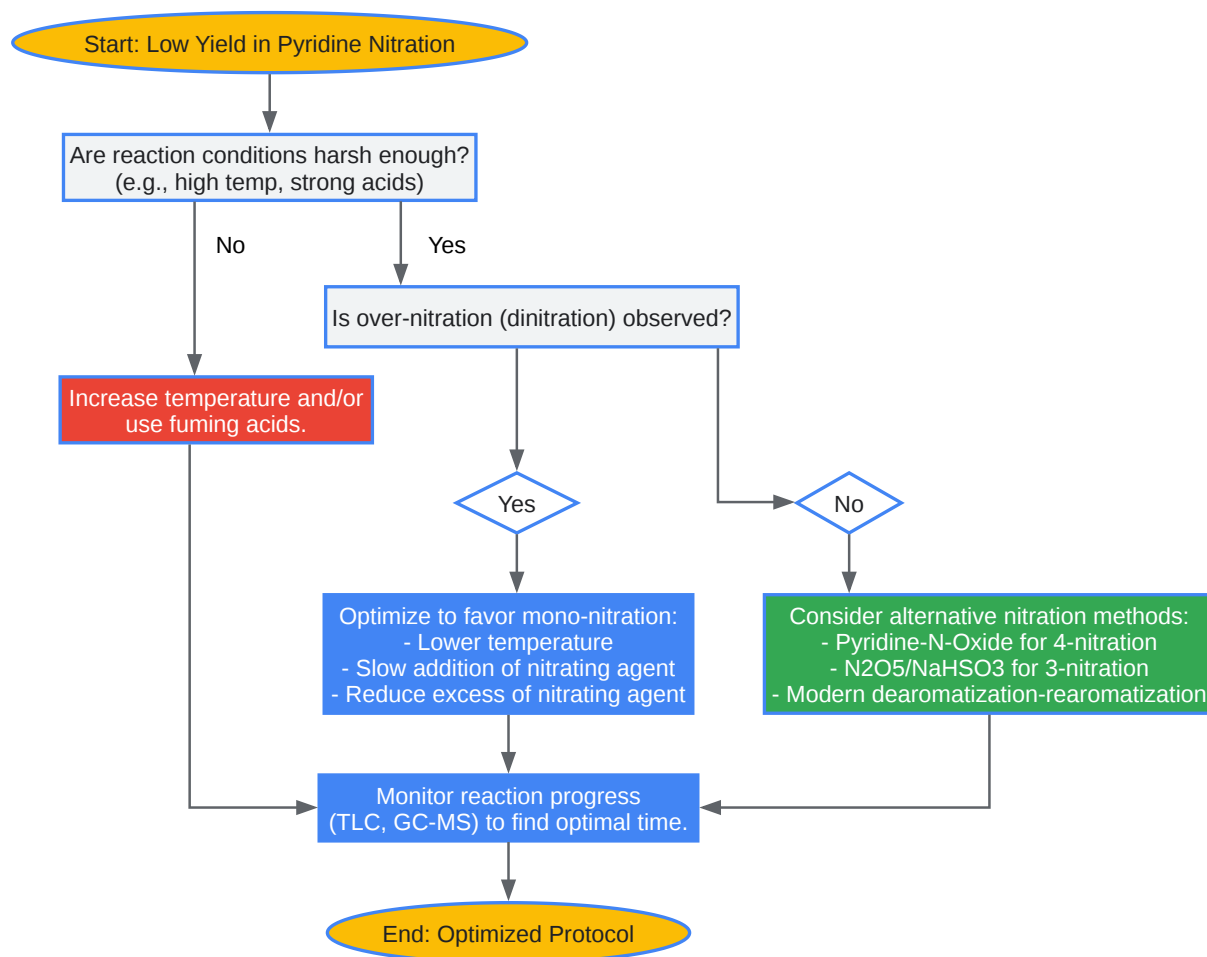 Start: Low Yield in Pyridine Nitration
Are reaction conditions harsh enough?
(e.g., high temp, strong acids)
No
Yes
Is over-nitration (dinitration) observed?
Increase temperature and/or
use fuming acids.
Yes
No
Optimize to favor mono-nitration:
- Lower temperature
- Slow addition of nitrating agent
- Reduce excess of nitrating agent
Consider alternative nitration methods:
- Pyridine-N-Oxide for 4-nitration
- N2O5/NaHSO3 for 3-nitration
- Modern dearomatization-rearomatization
Monitor reaction progress
(TLC, GC-MS) to find optimal time.
End: Optimized Protocol